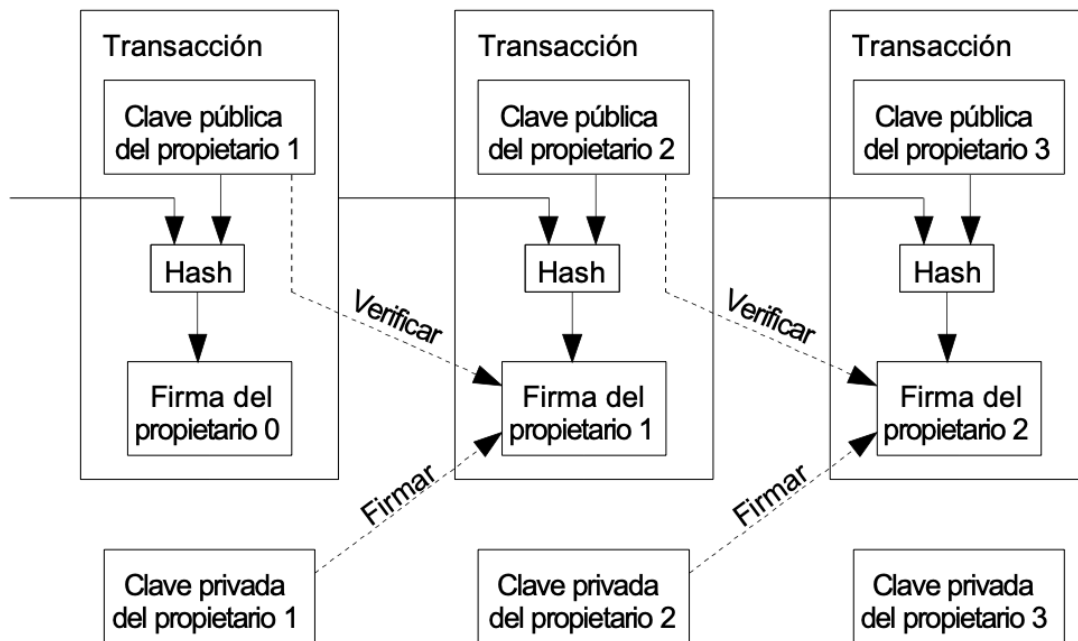 Transacción
Clave pública
del propietario 1
Hash
Firma del
propietario 0
Verificar
Firmar
Clave privada
del propietario 1
Transacción
Clave pública
del propietario 2
Hash
Firma del
propietario 1
Verificar
Firmar
Clave privada
del propietario 2
Transacción
Clave pública
del propietario 3
Hash
Firma del
propietario 2
Clave privada
del propietario 3